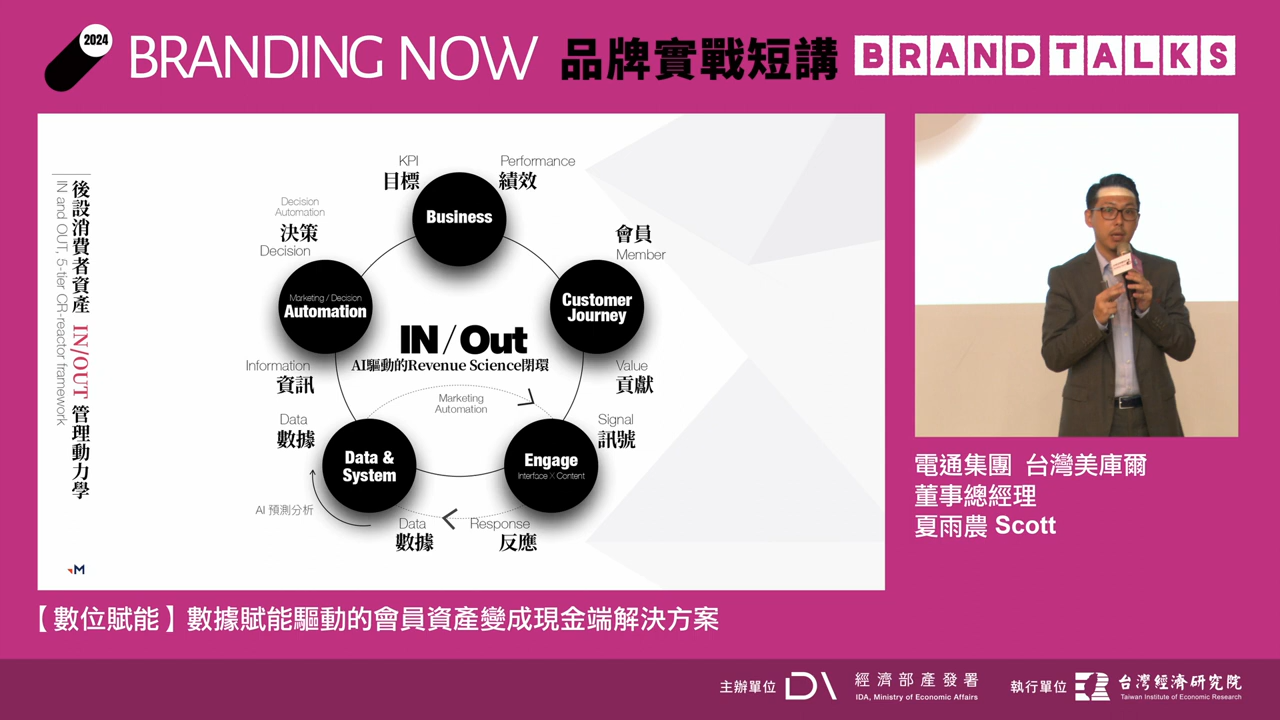 2024
BRANDING NOW 品牌實戰短講 BRAND TALKS
後設消費者資產 IN/OUT 管理動力學
IN and OUT, 5-tier CR-reactor framework
KPI
目標
Performance
績效
Business
Decision
Automation
決策
Decision
會員
Member
Marketing / Decision
Automation
Customer
Journey
IN / Out
AI驅動的Revenue Science閉環
Information
資訊
Value
貢獻
Marketing
Automation
Data
數據
Signal
訊號
Data &
System
Engage
Interface X Content
AI 預測分析
Data
數據
Response
反應
M
電通集團 台灣美庫爾
董事總經理
夏雨農 Scott
【數位賦能】數據賦能驅動的會員資產變成現金端解決方案
主辦單位 經濟部產發署
IDA, Ministry of Economic Affairs
執行單位 台灣經濟研究院
Taiwan Institute of Economic Research